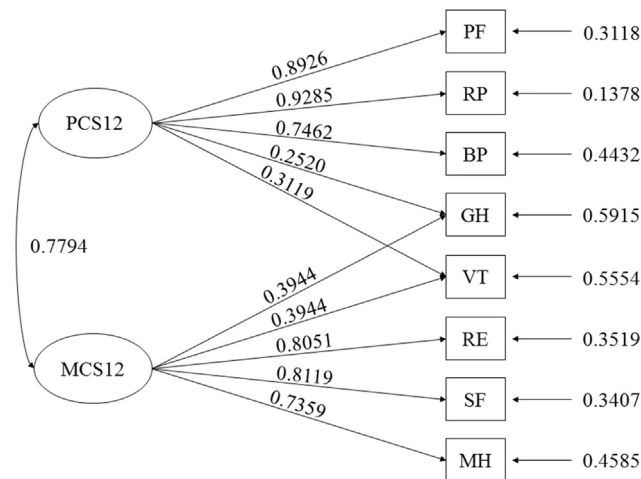 PF
0.3118
0.8926
RP
0.1378
0.9285
PCS12
0.7462
BP
0.4432
0.2520
0.3119
GH
0.5915
0.7794
VT
0.5554
0.3944
0.3944
RE
0.3519
0.8051
MCS12
0.8119
SF
0.3407
0.7359
MH
0.4585